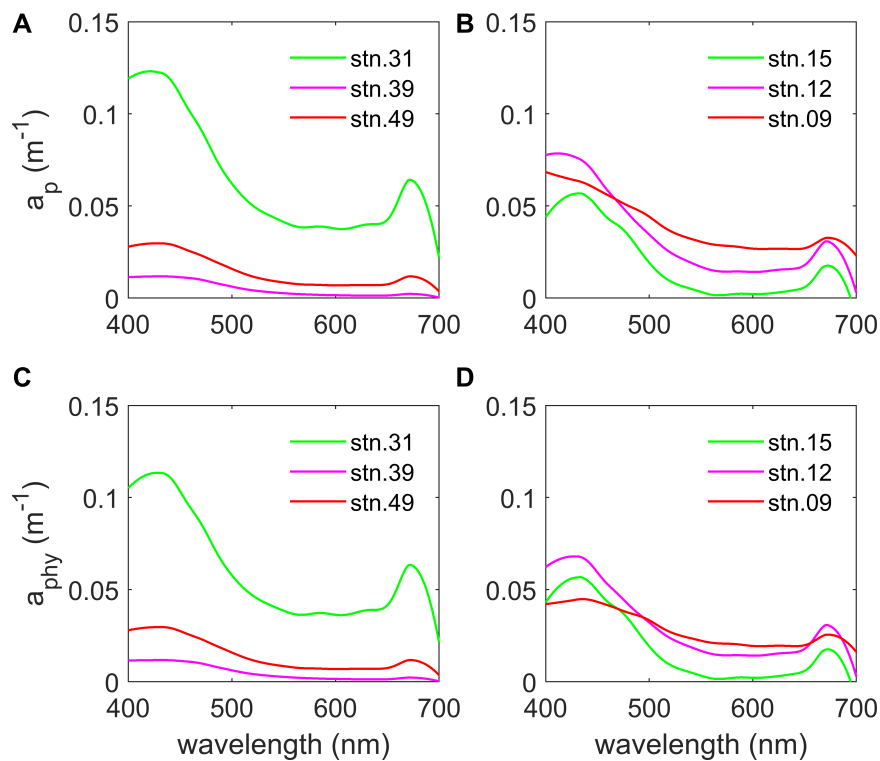 A
0.15
0.1
0.05
0
a_p (m^-1)
stn.31
stn.39
stn.49
400
500
600
700
B
0.15
0.1
0.05
0
stn.15
stn.12
stn.09
400
500
600
700
C
0.15
0.1
0.05
0
a_phy (m^-1)
stn.31
stn.39
stn.49
400
500
600
700
wavelength (nm)
D
0.15
0.1
0.05
0
stn.15
stn.12
stn.09
400
500
600
700
wavelength (nm)